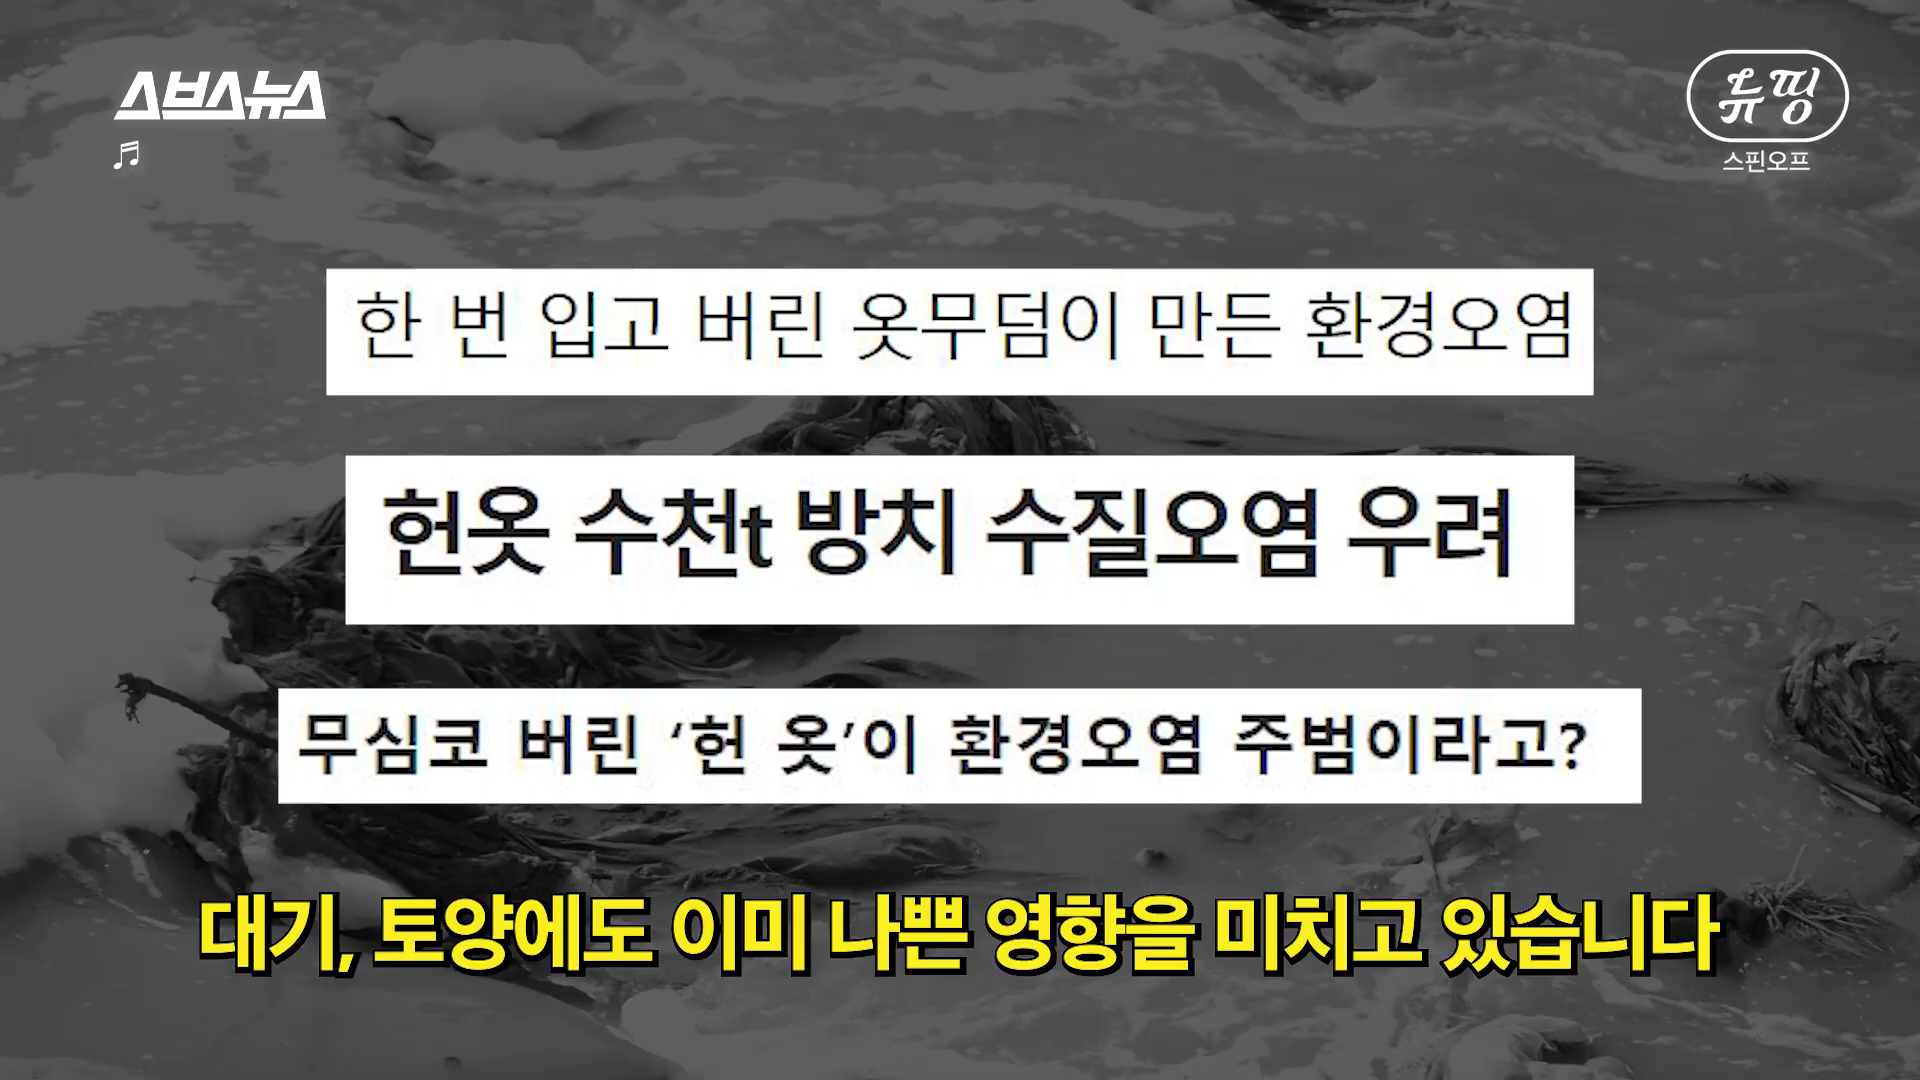 스브스뉴스
듀핑
스핀오프
한 번 입고 버린 옷무덤이 만든 환경오염
헌옷 수천t 방치 수질오염 우려
무심코 버린 ‘헌 옷’이 환경오염 주범이라고?
대기, 토양에도 이미 나쁜 영향을 미치고 있습니다